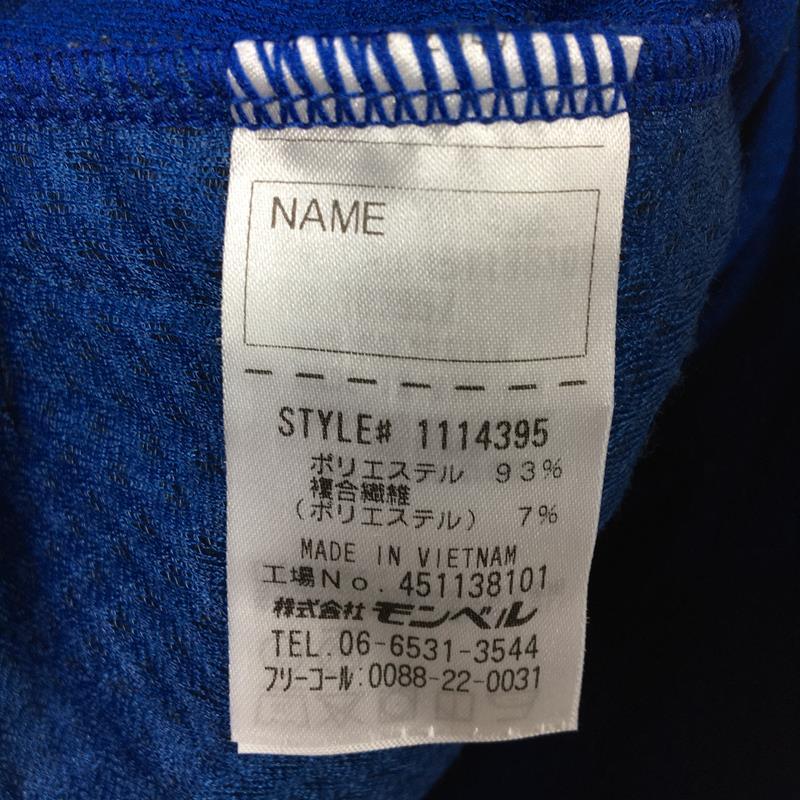 NAME
STYLE# 1114395
ポリエステル 93%
複合繊維
(ポリエステル) 7%
MADE IN VIETNAM
工場No. 451138101
株式会社 モンベル
TEL.06-6531-3544
フリーコール:0088-22-0031